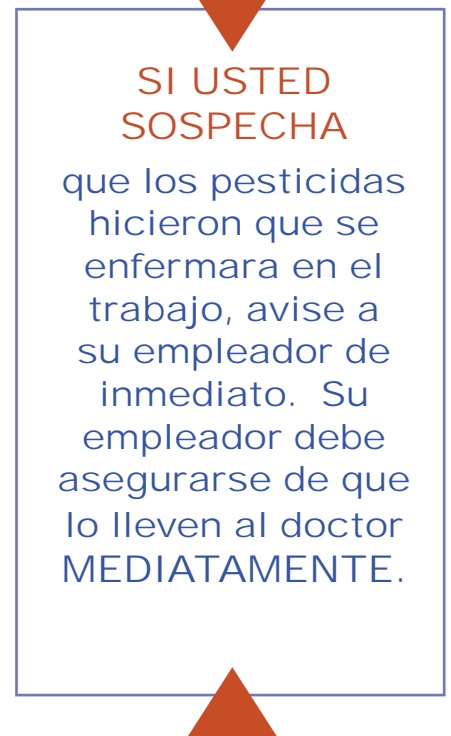 SI USTED
SOSPECHA
que los pesticidas
hicieron que se
enfermara en el
trabajo, avise a
su empleador de
inmediato.  Su
empleador debe
asegurarse de que
lo lleven al doctor
MEDIATAMENTE.